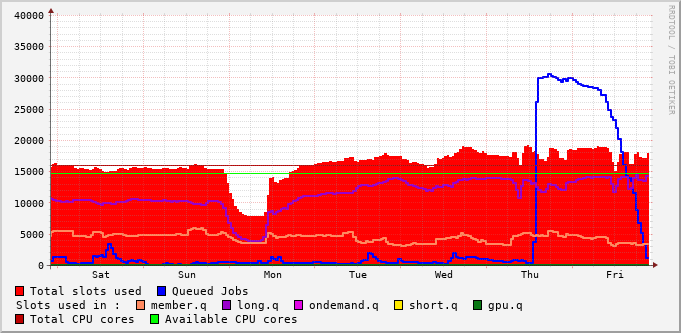 40000
35000
30000
25000
20000
15000
10000
5000
0
Sat Sun Mon Tue Wed Thu Fri
RRDTOOL / TOBI OETIKER
Total slots used Queued Jobs
Slots used in : member.q long.q ondemand.q short.q gpu.q
Total CPU cores Available CPU cores